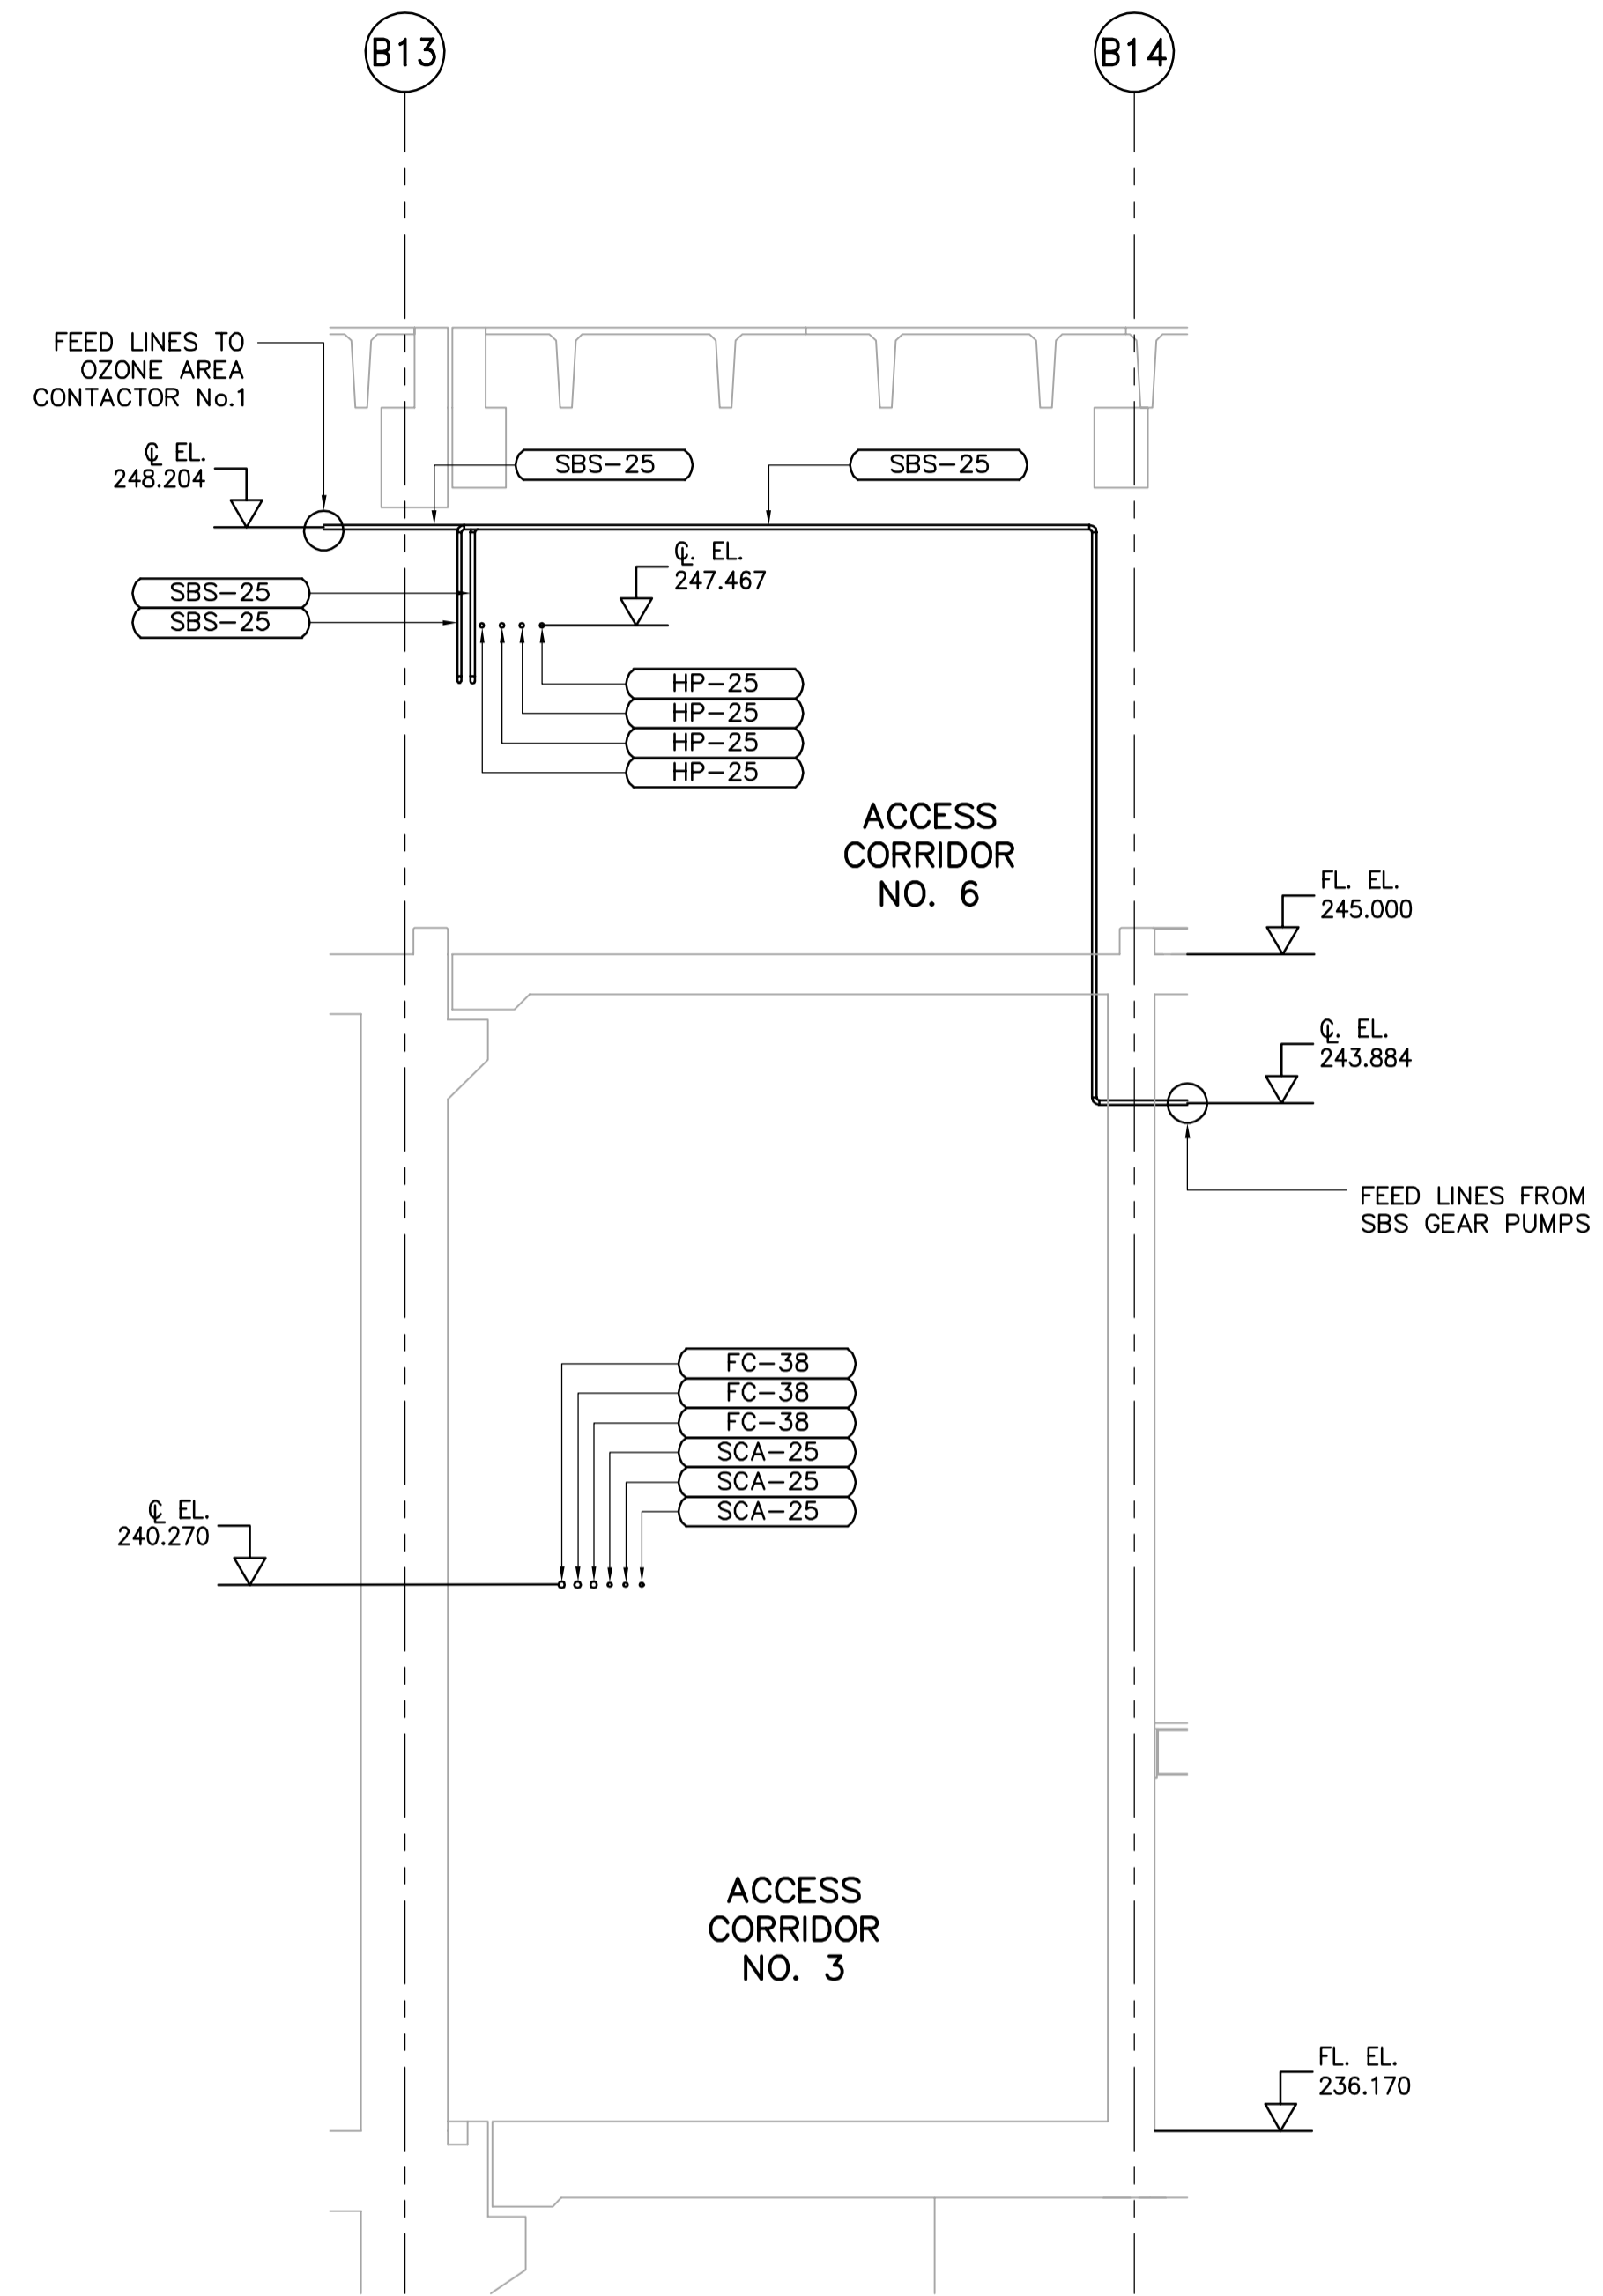 B13
B14
FEED LINES TO
OZONE AREA
CONTACTOR No.1
℄ EL.
248.204
SBS-25
SBS-25
℄. EL.
247.467
SBS-25
SBS-25
HP-25
HP-25
HP-25
HP-25
ACCESS
CORRIDOR
NO. 6
FL. EL.
245.000
℄. EL.
243.884
FEED LINES FROM
SBS GEAR PUMPS
FC-38
FC-38
FC-38
SCA-25
SCA-25
SCA-25
℄ EL.
240.270
ACCESS
CORRIDOR
NO. 3
FL. EL.
236.170